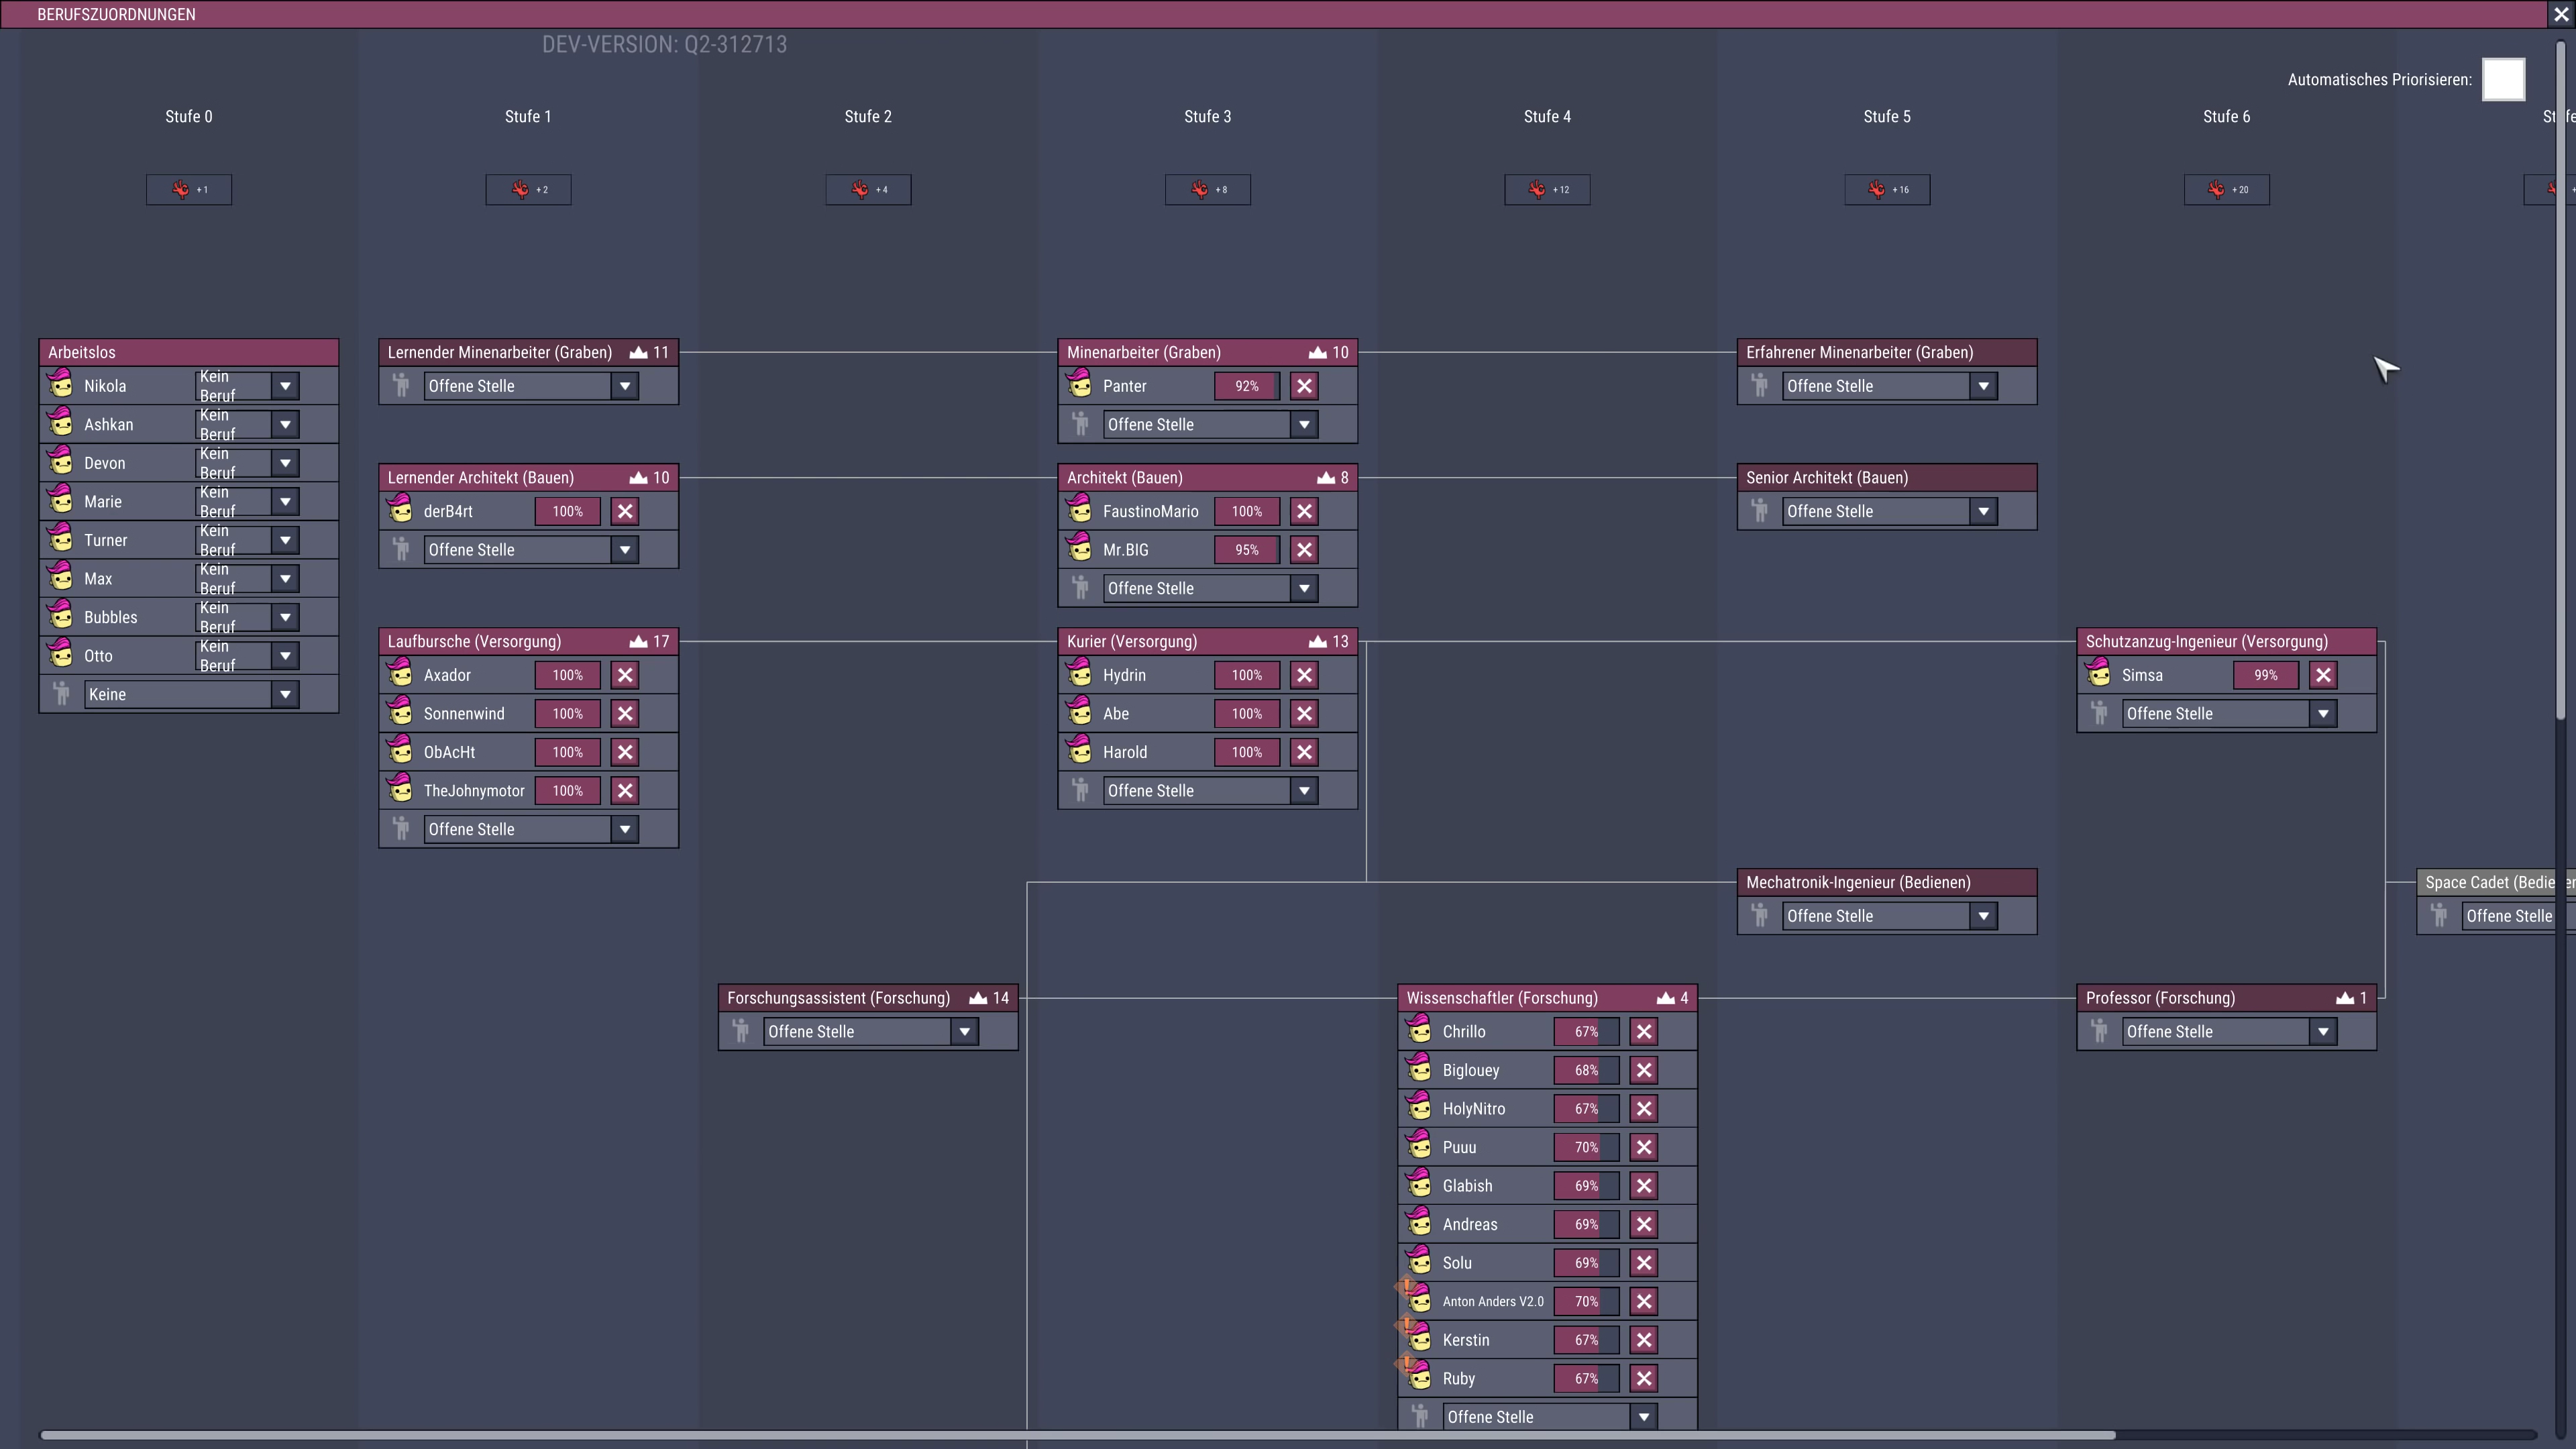 BERUFSZUORDNUNGEN
DEV-VERSION: Q2-312713
Automatisches Priorisieren:
Stufe 0
Stufe 1
Stufe 2
Stufe 3
Stufe 4
Stufe 5
Stufe 6
+1
+2
+4
+8
+12
+16
+20
Arbeitslos
Nikola Kein Beruf
Ashkan Kein Beruf
Devon Kein Beruf
Marie Kein Beruf
Turner Kein Beruf
Max Kein Beruf
Bubbles Kein Beruf
Otto Kein Beruf
Keine
Lernender Minenarbeiter (Graben) 11
Offene Stelle
Minenarbeiter (Graben) 10
Panter 92%
Offene Stelle
Erfahrener Minenarbeiter (Graben)
Offene Stelle
Lernender Architekt (Bauen) 10
derB4rt 100%
Offene Stelle
Architekt (Bauen) 8
FaustinoMario 100%
Mr.BIG 95%
Offene Stelle
Senior Architekt (Bauen)
Offene Stelle
Laufbursche (Versorgung) 17
Axador 100%
Sonnenwind 100%
ObAcHt 100%
TheJohnymotor 100%
Offene Stelle
Kurier (Versorgung) 13
Hydrin 100%
Abe 100%
Harold 100%
Offene Stelle
Schutzanzug-Ingenieur (Versorgung)
Simsa 99%
Offene Stelle
Mechatronik-Ingenieur (Bedienen)
Offene Stelle
Space Cadet
Offene Stelle
Forschungsassistent (Forschung) 14
Offene Stelle
Wissenschaftler (Forschung) 4
Chrillo 67%
Biglouey 68%
HolyNitro 67%
Puuu 70%
Glabish 69%
Andreas 69%
Solu 69%
Anton Anders V2.0 70%
Kerstin 67%
Ruby 67%
Offene Stelle
Professor (Forschung) 1
Offene Stelle